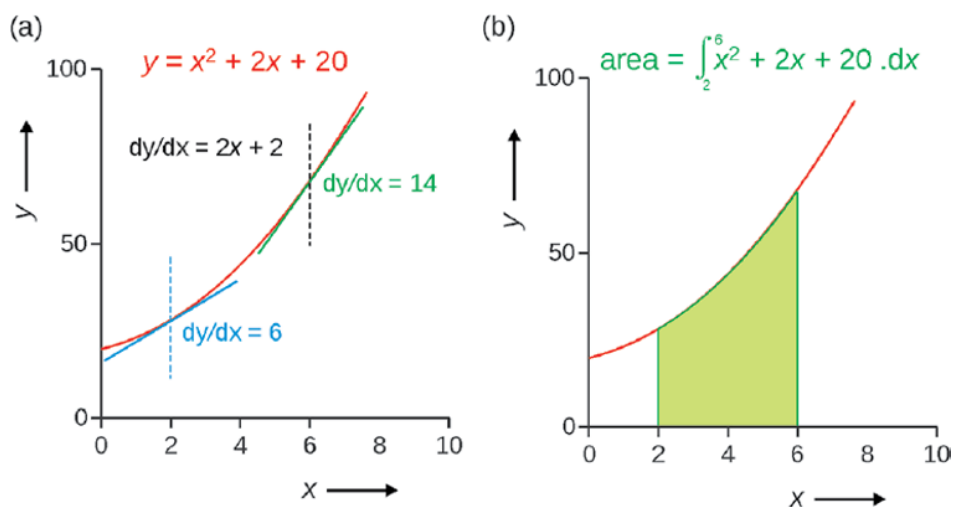 (a)
y = x² + 2x + 20
100
50
0
dy/dx = 2x + 2
dy/dx = 14
dy/dx = 6
0 2 4 6 8 10
y
x
(b)
area = ∫₂⁶ x² + 2x + 20 .dx
100
50
0
0 2 4 6 8 10
y
x